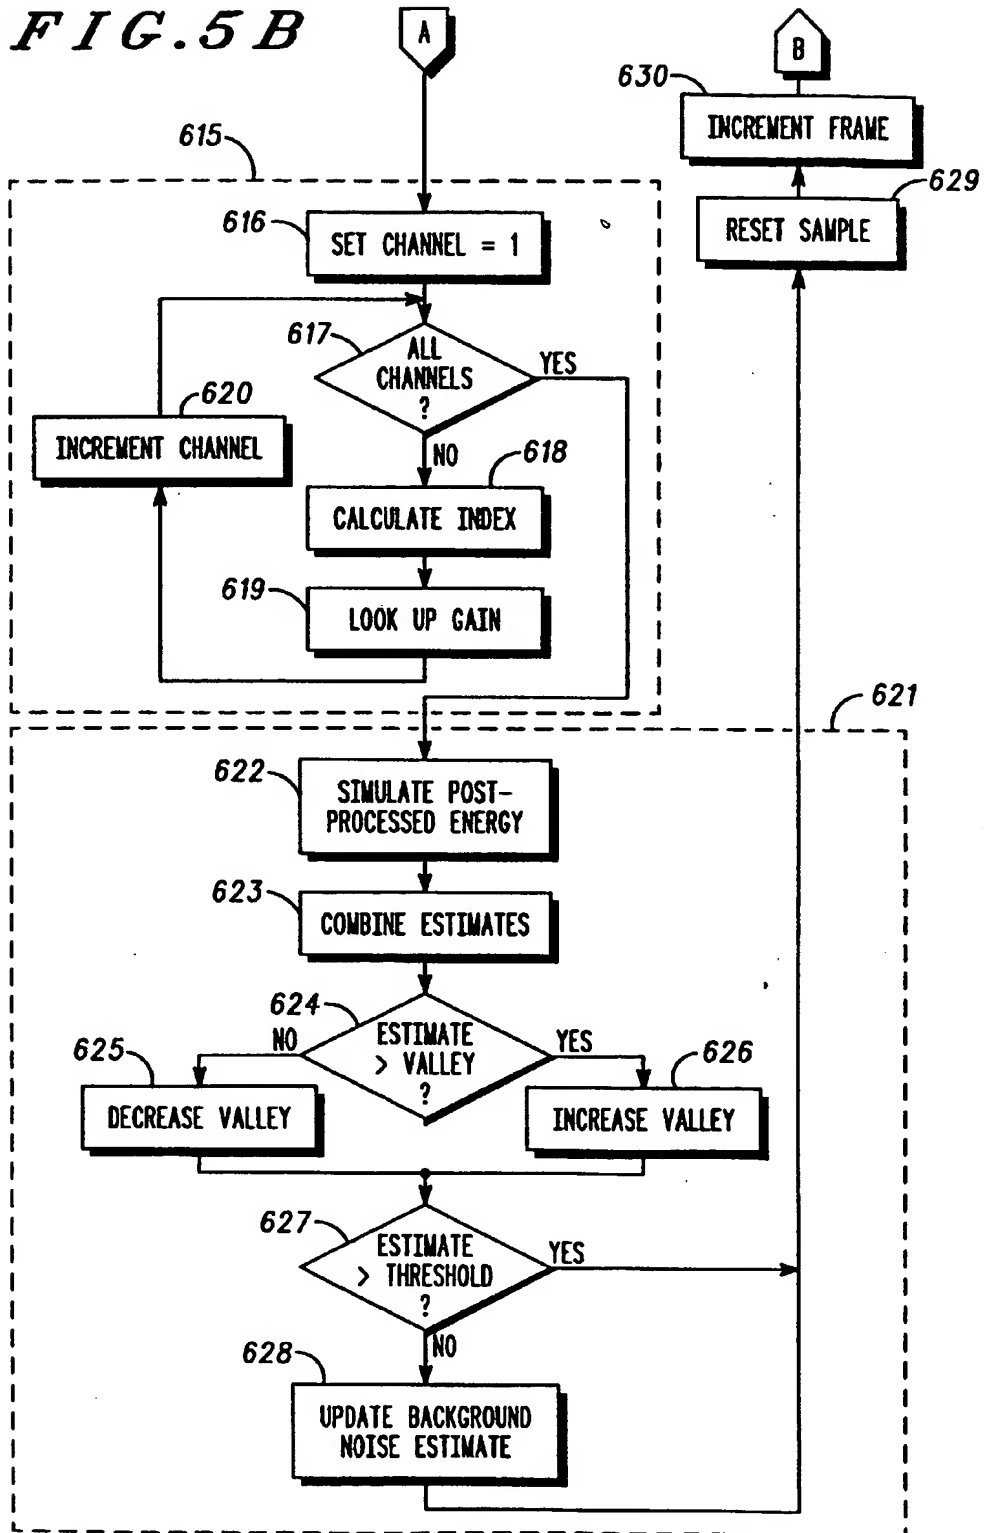 FIG.5B
A
B
630
INCREMENT FRAME
629
RESET SAMPLE
615
616
SET CHANNEL = 1
617
ALL
CHANNELS
?
YES
NO
620
INCREMENT CHANNEL
618
CALCULATE INDEX
619
LOOK UP GAIN
621
622
SIMULATE POST-
PROCESSED ENERGY
623
COMBINE ESTIMATES
624
ESTIMATE
> VALLEY
?
NO
YES
625
DECREASE VALLEY
626
INCREASE VALLEY
627
ESTIMATE
> THRESHOLD
?
YES
NO
628
UPDATE BACKGROUND
NOISE ESTIMATE